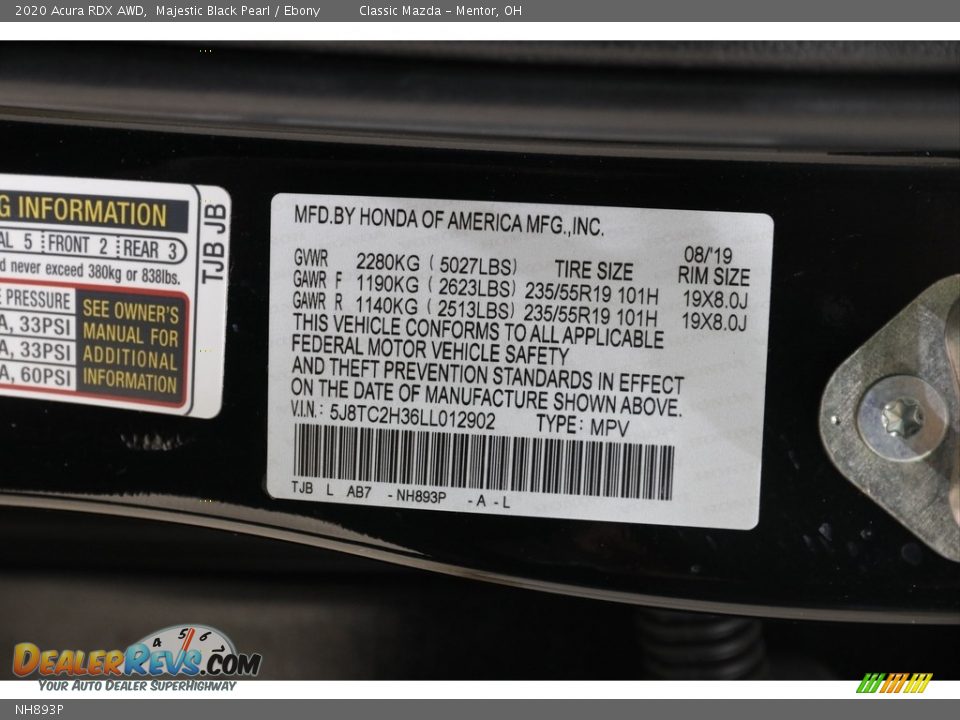 2020 Acura RDX AWD, Majestic Black Pearl / Ebony Classic Mazda - Mentor, OH
G INFORMATION
AL 5 FRONT 2 REAR 3
d never exceed 380kg or 838lbs.
E PRESSURE
A, 33PSI
A, 33PSI
A, 60PSI
SEE OWNER'S
MANUAL FOR
ADDITIONAL
INFORMATION
TJB JB
MFD.BY HONDA OF AMERICA MFG.,INC.
08/'19
GVWR 2280KG (5027LBS) TIRE SIZE RIM SIZE
GAWR F 1190KG (2623LBS) 235/55R19 101H 19X8.0J
GAWR R 1140KG (2513LBS) 235/55R19 101H 19X8.0J
THIS VEHICLE CONFORMS TO ALL APPLICABLE
FEDERAL MOTOR VEHICLE SAFETY
AND THEFT PREVENTION STANDARDS IN EFFECT
ON THE DATE OF MANUFACTURE SHOWN ABOVE.
V.I.N.: 5J8TC2H36LL012902 TYPE: MPV
TJB L AB7 -NH893P -A -L
4 5 6
DEALERREVS.COM
YOUR AUTO DEALER SUPERHIGHWAY
NH893P